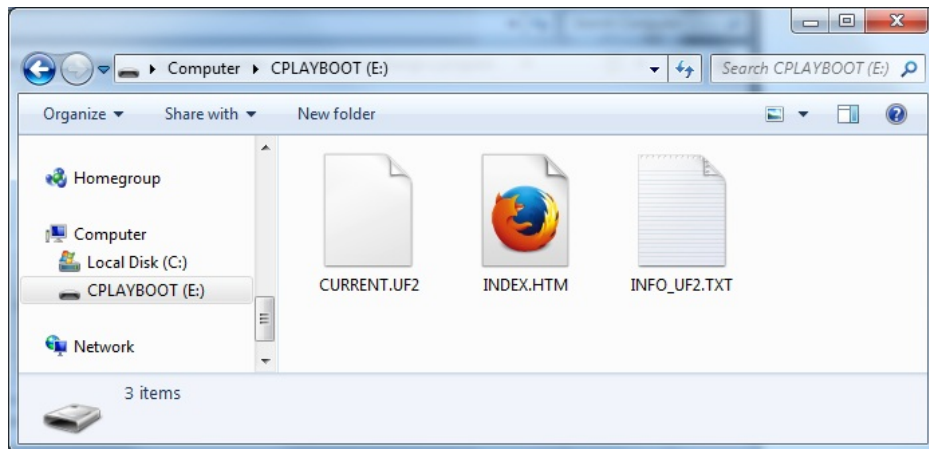 Computer CPLAYBOOT (E:)
Search CPLAYBOOT (E:)
Organize Share with New folder
Homegroup
Computer
Local Disk (C:)
CPLAYBOOT (E:)
Network
CURRENT.UF2
INDEX.HTM
INFO_UF2.TXT
3 items